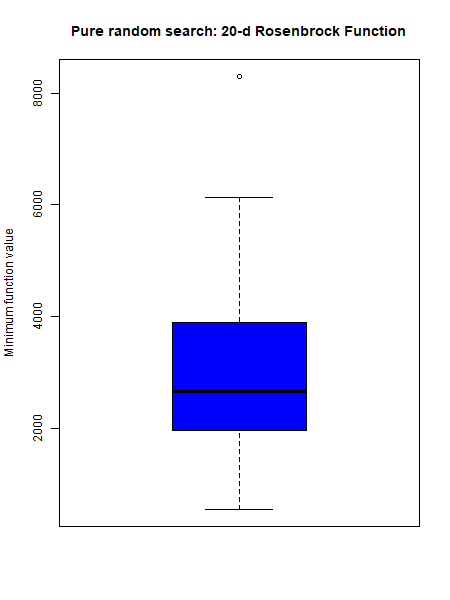 Pure random search: 20-d Rosenbrock Function
8000
6000
4000
2000
Minimum function value